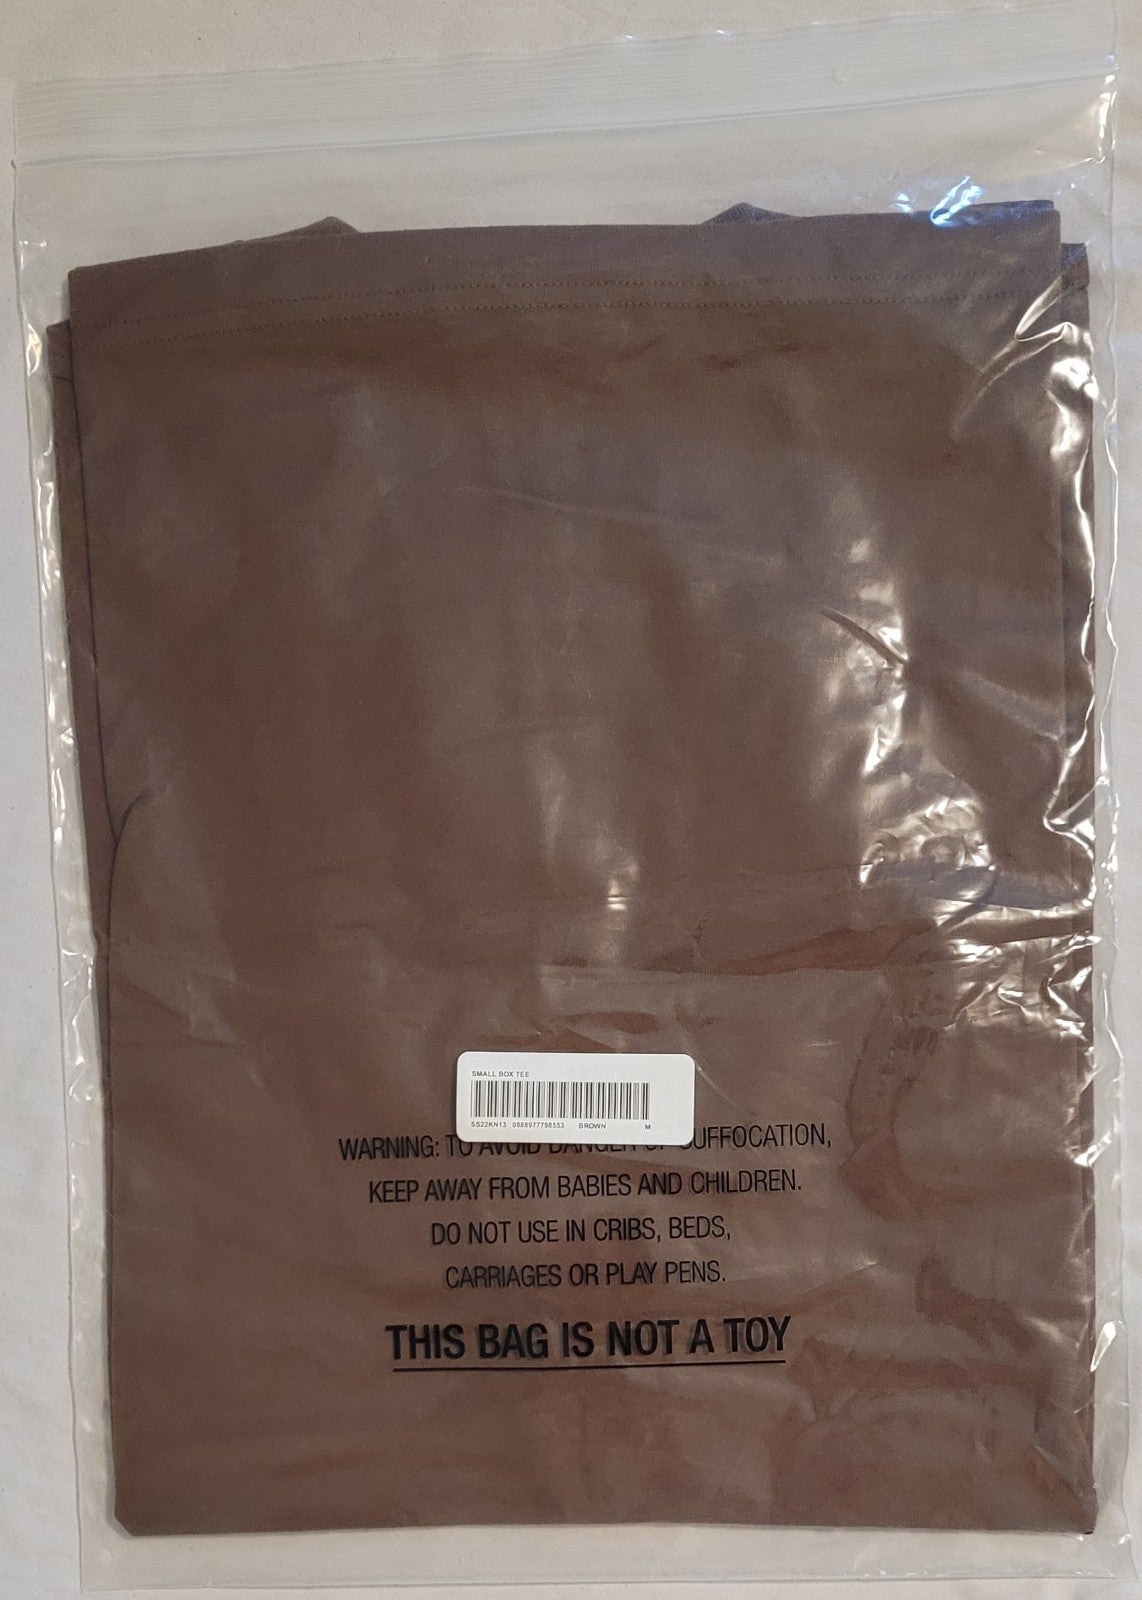 SMALL BOX TEE
SS22KN13 0888977798553 BROWN M
WARNING: TO AVOID DANGER OF SUFFOCATION,
KEEP AWAY FROM BABIES AND CHILDREN.
DO NOT USE IN CRIBS, BEDS,
CARRIAGES OR PLAY PENS.
THIS BAG IS NOT A TOY